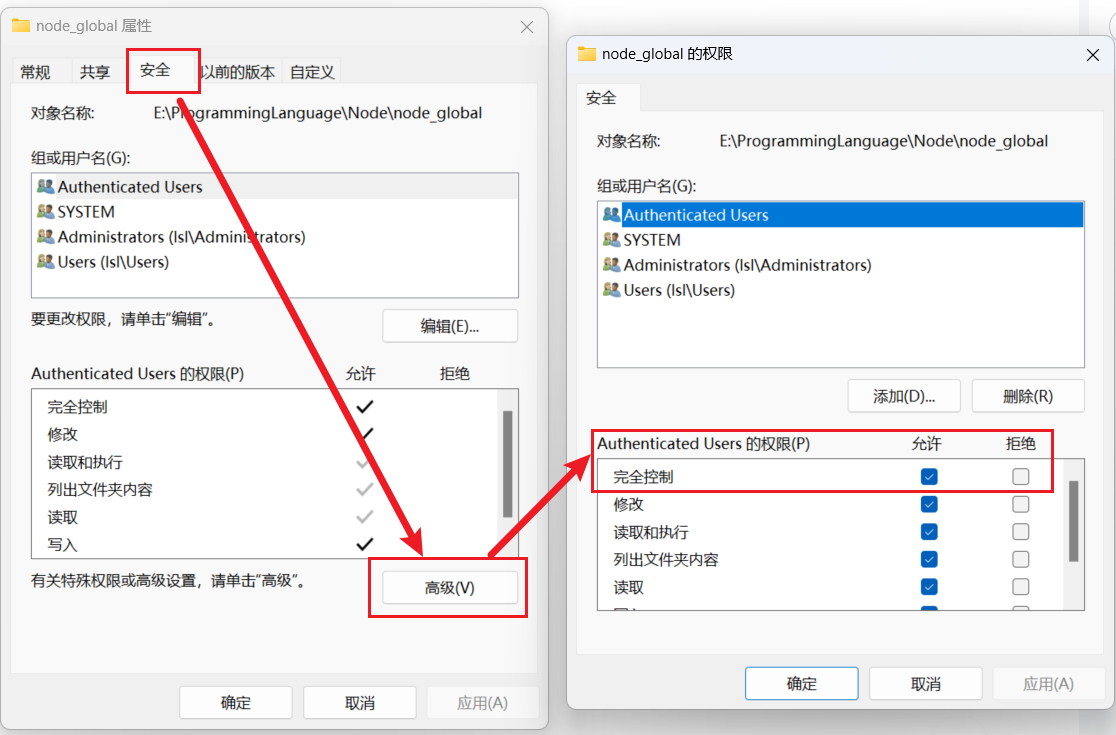 node_global 属性
常规 共享 安全 以前的版本 自定义
对象名称: E:\ProgrammingLanguage\Node\node_global
组或用户名(G):
Authenticated Users
SYSTEM
Administrators (lsl\Administrators)
Users (lsl\Users)
要更改权限，请单击"编辑"。
编辑(E)...
Authenticated Users 的权限(P) 允许 拒绝
完全控制
修改
读取和执行
列出文件夹内容
读取
写入
有关特殊权限或高级设置，请单击"高级"。
高级(V)
确定 取消 应用(A)
node_global 的权限
安全
对象名称: E:\ProgrammingLanguage\Node\node_global
组或用户名(G):
Authenticated Users
SYSTEM
Administrators (lsl\Administrators)
Users (lsl\Users)
添加(D)... 删除(R)
Authenticated Users 的权限(P) 允许 拒绝
完全控制
修改
读取和执行
列出文件夹内容
读取
确定 取消 应用(A)